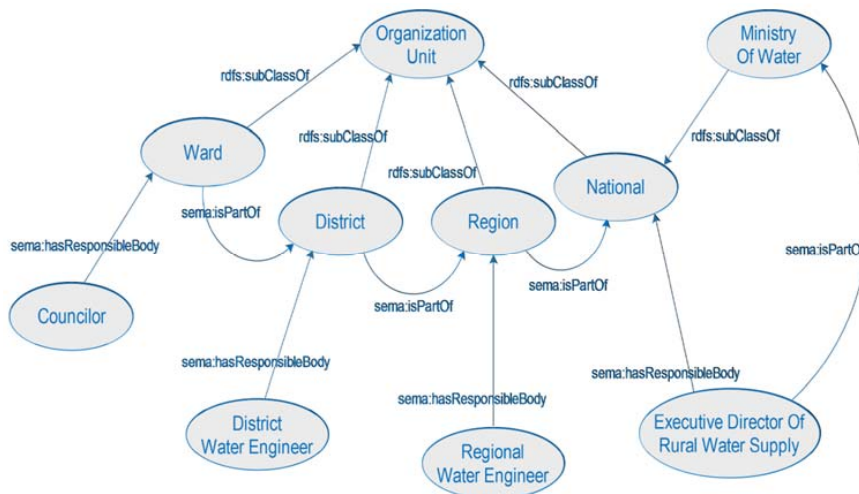 Organization
Unit
Ministry
Of Water
rdfs:subClassOf
rdfs:subClassOf
rdfs:subClassOf
rdfs:subClassOf
Ward
rdfs:subClassOf
National
sema:isPartOf
District
Region
sema:hasResponsibleBody
sema:isPartOf
sema:isPartOf
sema:isPartOf
Councilor
sema:hasResponsibleBody
sema:hasResponsibleBody
sema:hasResponsibleBody
District
Water Engineer
Regional
Water Engineer
Executive Director Of
Rural Water Supply